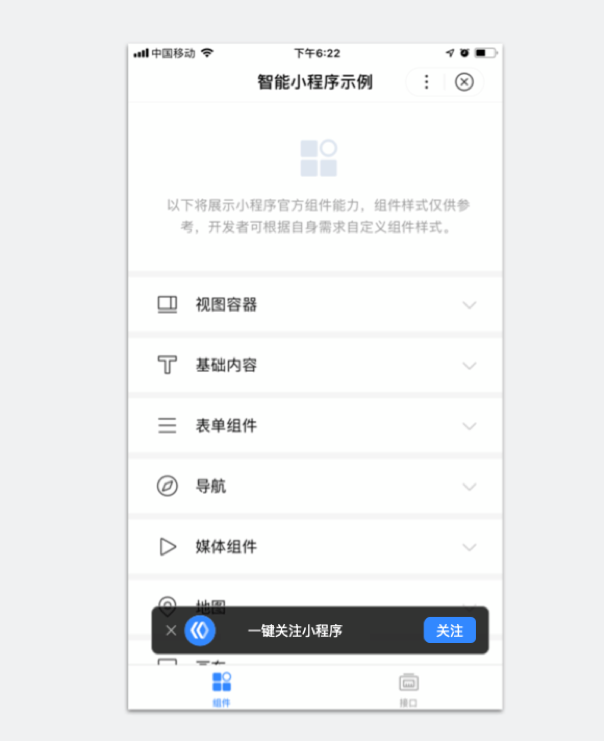 中国移动
下午6:22
智能小程序示例
以下将展示小程序官方组件能力，组件样式仅供参
考，开发者可根据自身需求自定义组件样式。
视图容器
基础内容
表单组件
导航
媒体组件
地图
一键关注小程序
关注
组件
接口